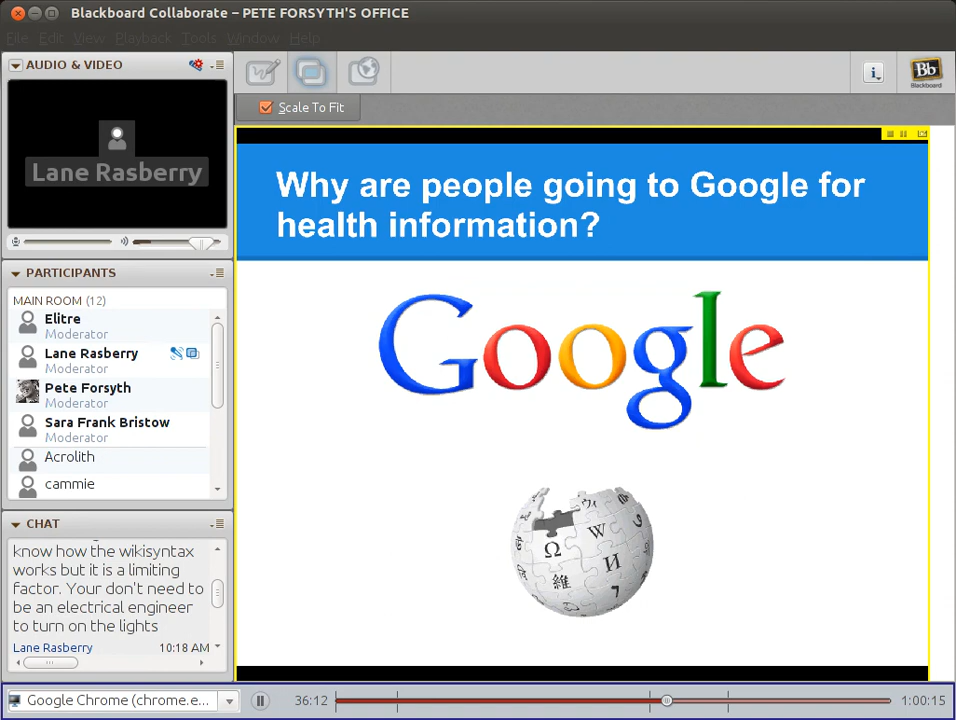 Blackboard Collaborate – PETE FORSYTH'S OFFICE
File Edit View Playback Tools Window Help
AUDIO & VIDEO
Lane Rasberry
PARTICIPANTS
MAIN ROOM (12)
Elitre
Moderator
Lane Rasberry
Moderator
Pete Forsyth
Moderator
Sara Frank Bristow
Moderator
Acrolith
cammie
CHAT
know how the wikisyntax
works but it is a limiting
factor. Your don't need to
be an electrical engineer
to turn on the lights
Lane Rasberry 10:18 AM
i
Bb
Blackboard
Scale To Fit
Why are people going to Google for
health information?
Google
Ω W И
維
Google Chrome (chrome.e...
36:12
1:00:15